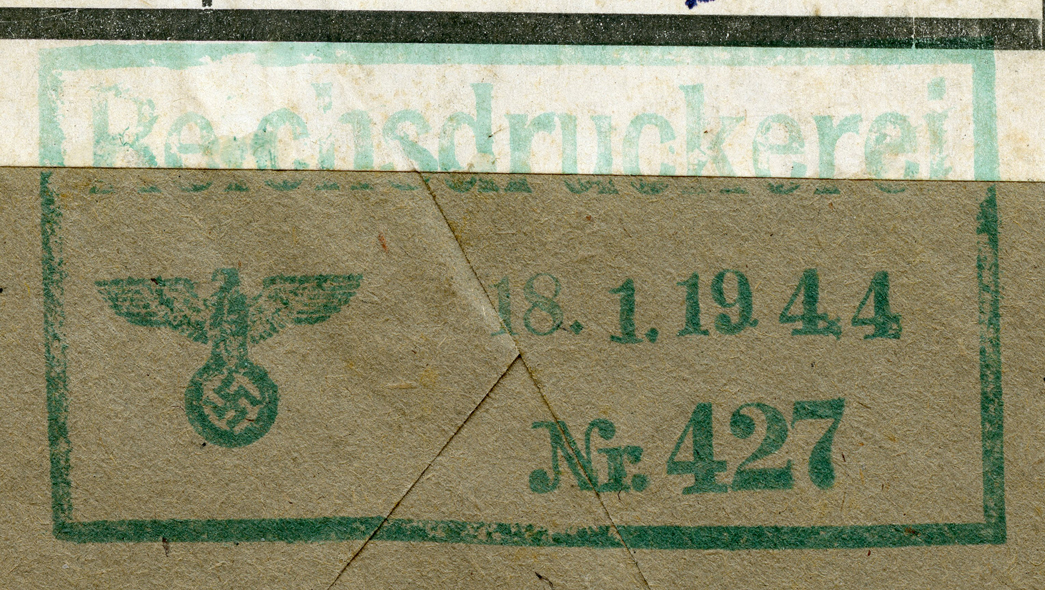 Reichsdruckerei
18. 1. 1944
Nr. 427